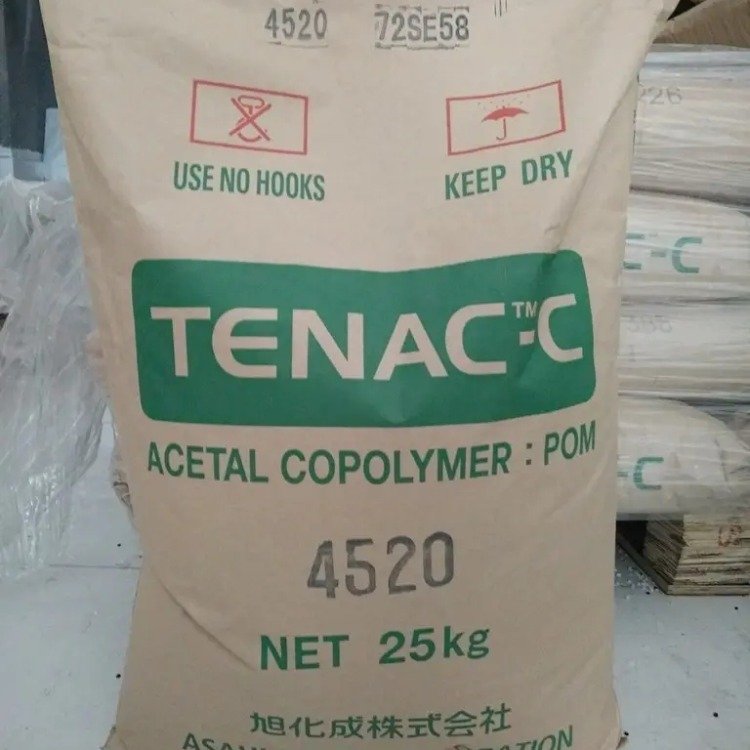 4520 72SE58
USE NO HOOKS KEEP DRY
TENAC™-C
ACETAL COPOLYMER : POM
4520
NET 25kg
旭化成株式会社
-C
-C